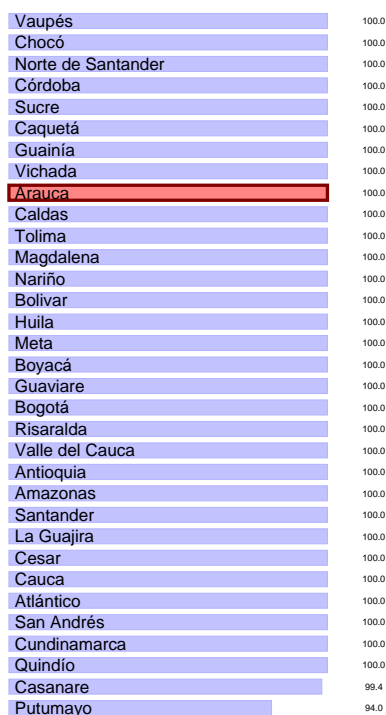 Vaupés 100.0
Chocó 100.0
Norte de Santander 100.0
Córdoba 100.0
Sucre 100.0
Caquetá 100.0
Guainía 100.0
Vichada 100.0
Arauca 100.0
Caldas 100.0
Tolima 100.0
Magdalena 100.0
Nariño 100.0
Bolivar 100.0
Huila 100.0
Meta 100.0
Boyacá 100.0
Guaviare 100.0
Bogotá 100.0
Risaralda 100.0
Valle del Cauca 100.0
Antioquia 100.0
Amazonas 100.0
Santander 100.0
La Guajira 100.0
Cesar 100.0
Cauca 100.0
Atlántico 100.0
San Andrés 100.0
Cundinamarca 100.0
Quindío 100.0
Casanare 99.4
Putumayo 94.0